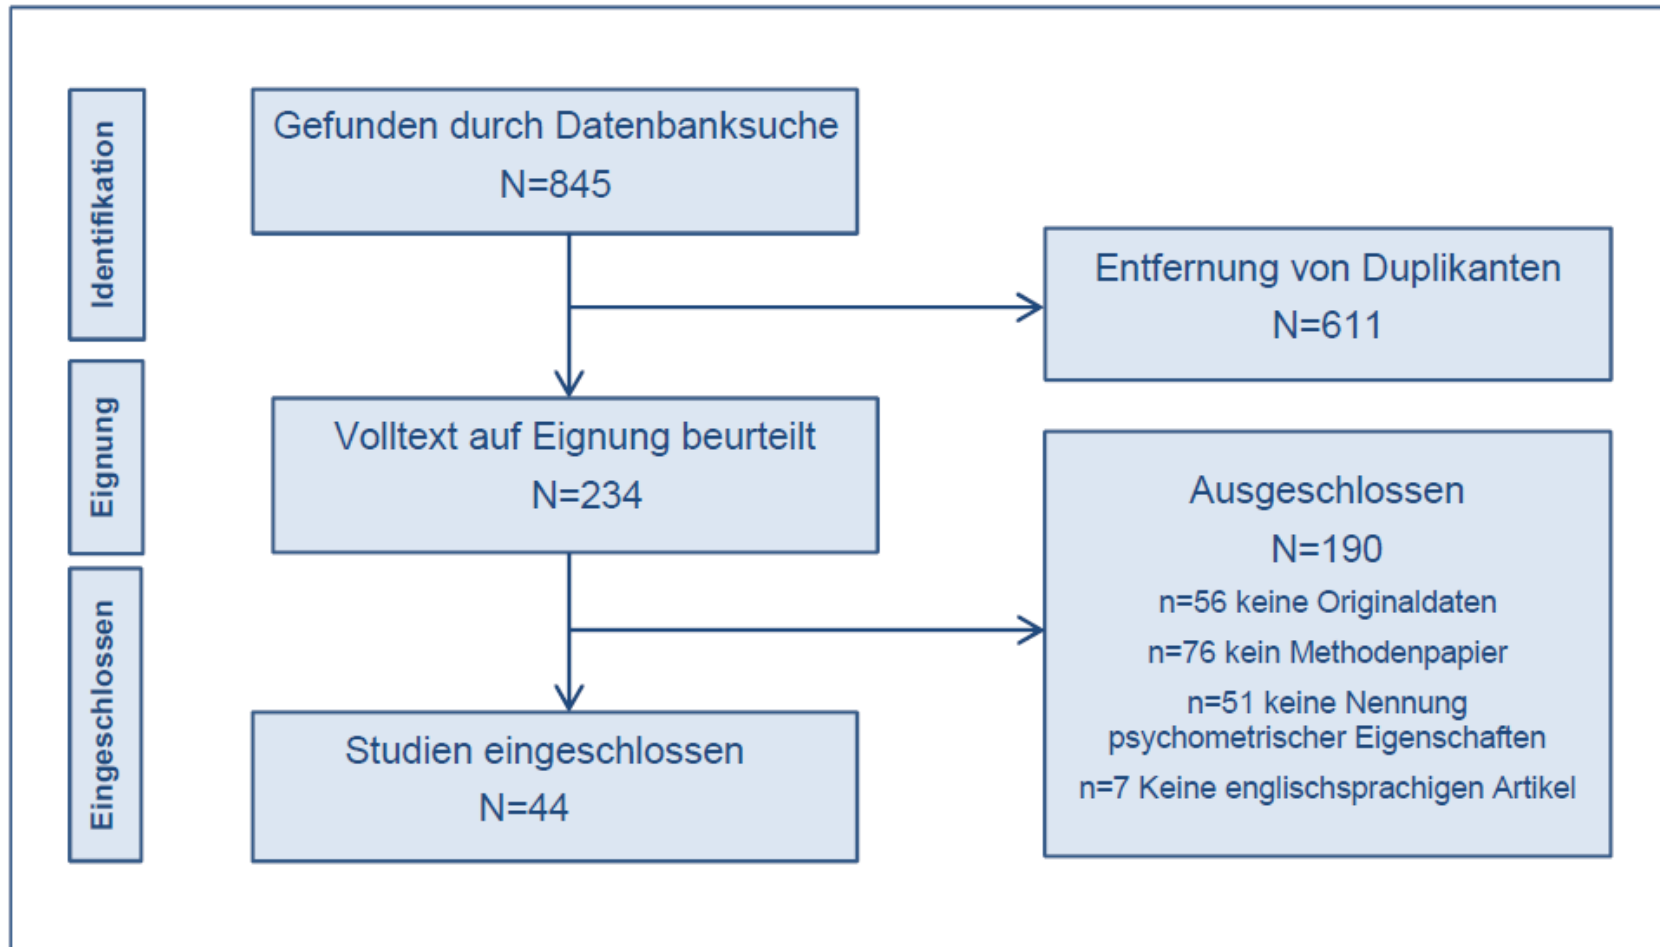 Identifikation
Gefunden durch Datenbanksuche
N=845
Entfernung von Duplikanten
N=611
Eignung
Volltext auf Eignung beurteilt
N=234
Ausgeschlossen
N=190
n=56 keine Originaldaten
n=76 kein Methodenpapier
n=51 keine Nennung
psychometrischer Eigenschaften
n=7 Keine englischsprachigen Artikel
Eingeschlossen
Studien eingeschlossen
N=44